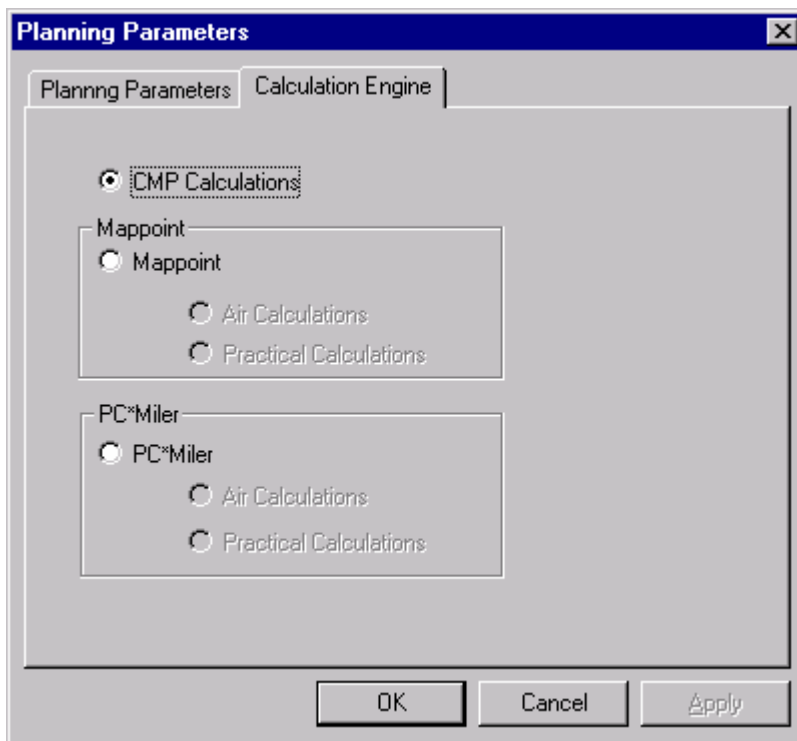 Planning Parameters
Plannng Parameters
Calculation Engine
CMP Calculations
Mappoint
Mappoint
Air Calculations
Practical Calculations
PC*Miler
PC*Miler
Air Calculations
Practical Calculations
OK
Cancel
Apply